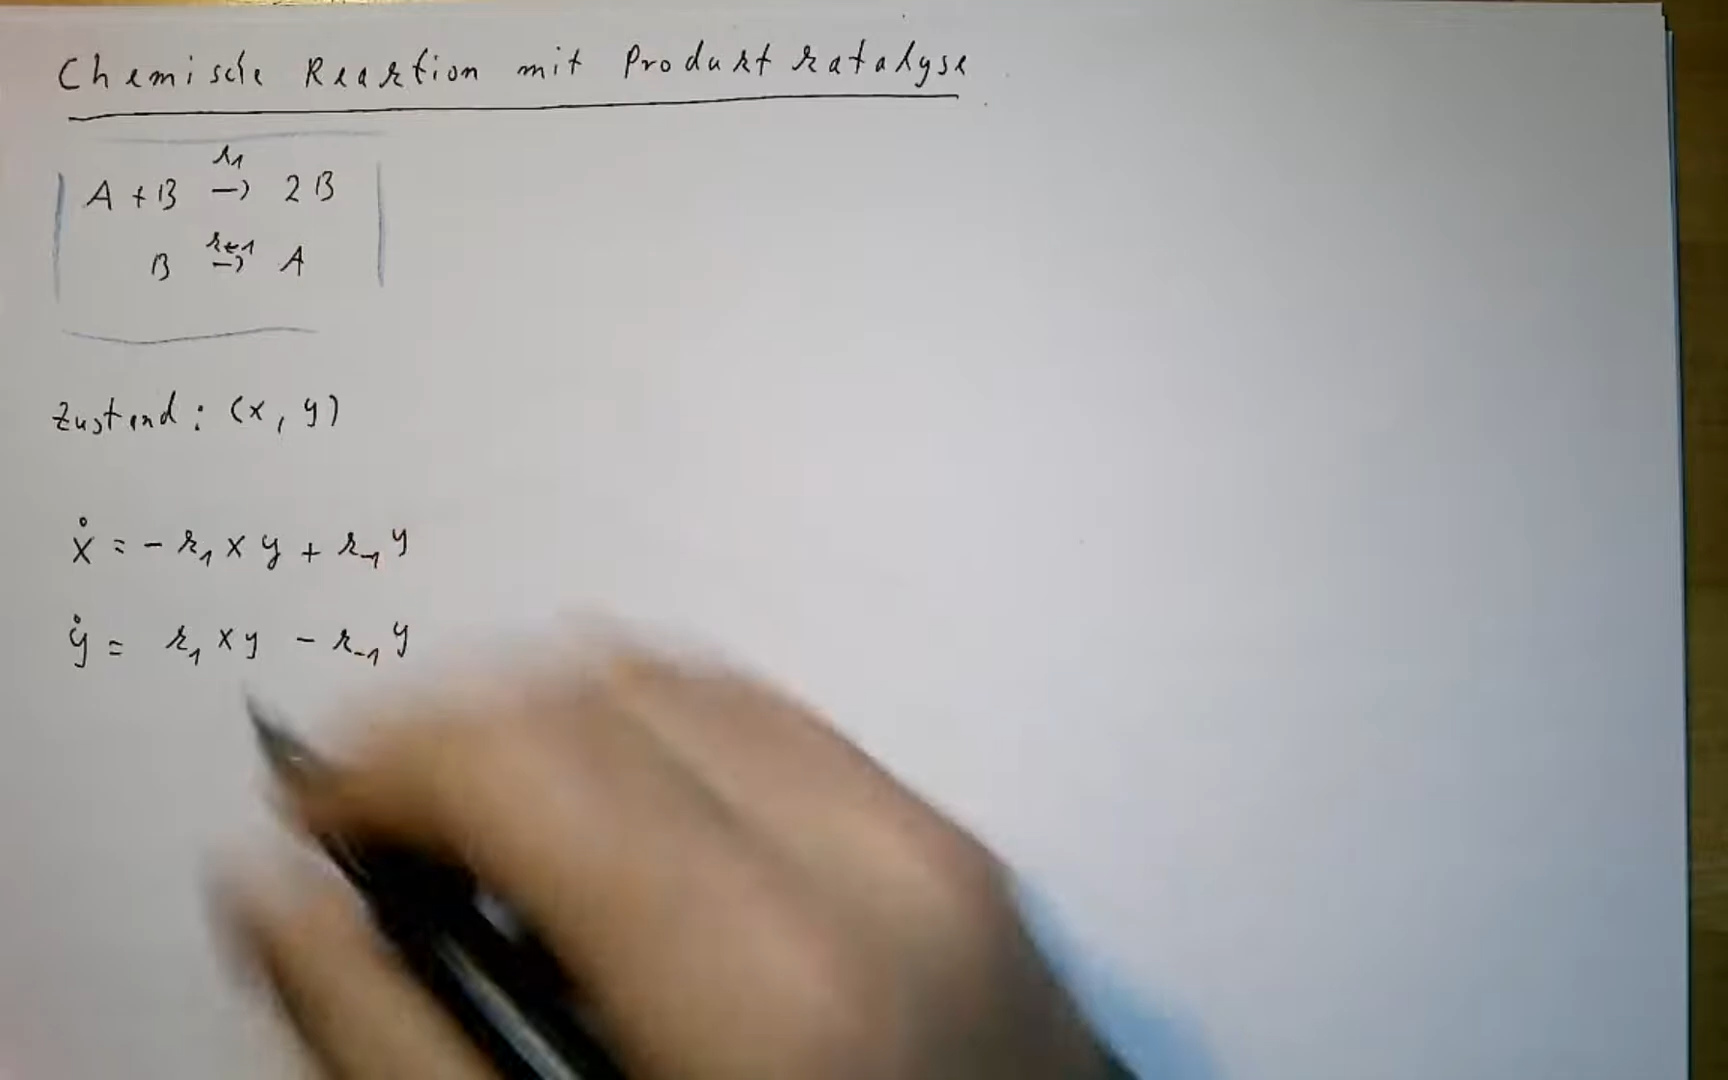 Chemische Reaktion mit Produktkatalyse
k₁
A + B → 2B
k₋₁
B → A
Zustand: (x, y)
ẋ = - k₁ x y + k₋₁ y
ẏ = k₁ x y - k₋₁ y